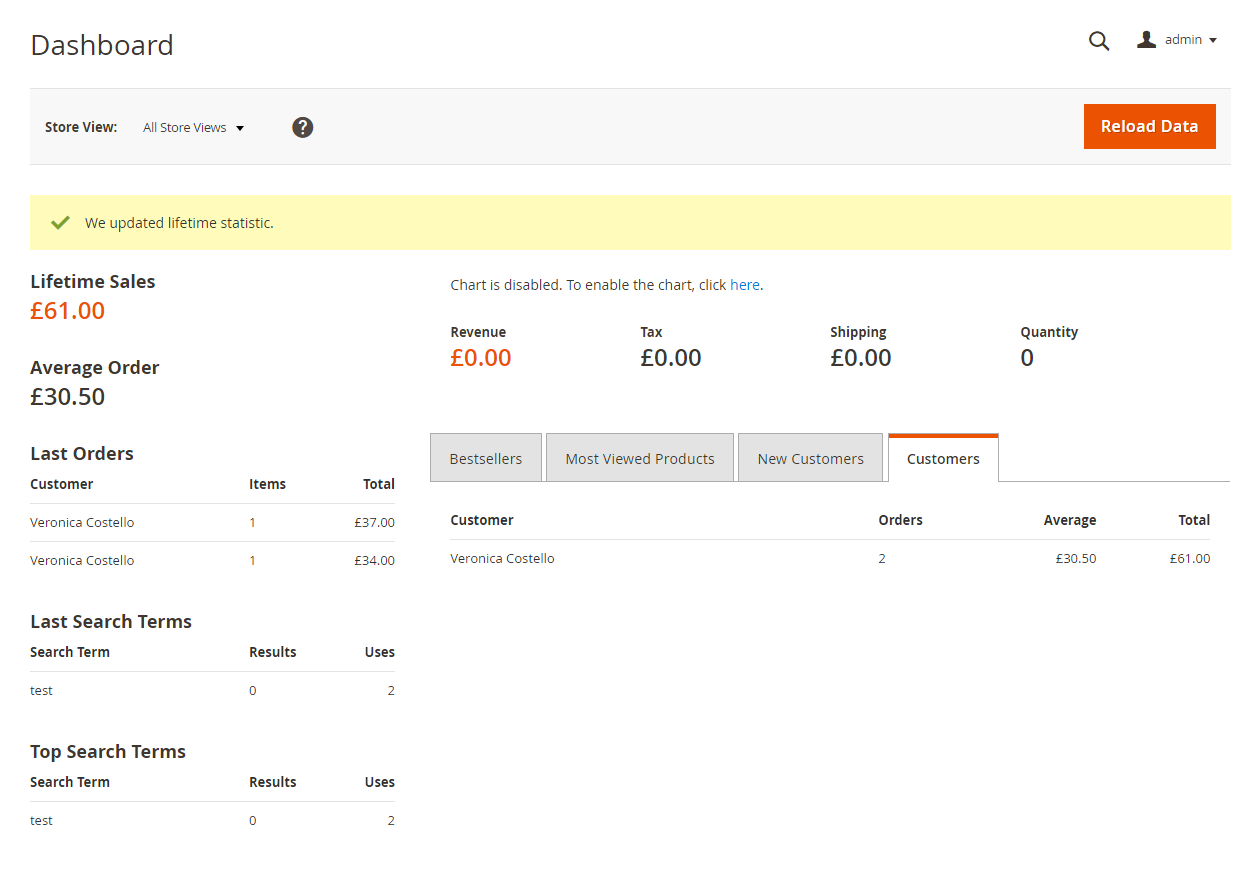 Dashboard
admin
Store View: All Store Views ? Reload Data
We updated lifetime statistic.
Lifetime Sales
£61.00
Average Order
£30.50
Last Orders
Customer Items Total
Veronica Costello 1 £37.00
Veronica Costello 1 £34.00
Last Search Terms
Search Term Results Uses
test 0 2
Top Search Terms
Search Term Results Uses
test 0 2
Chart is disabled. To enable the chart, click here.
Revenue Tax Shipping Quantity
£0.00 £0.00 £0.00 0
Bestsellers Most Viewed Products New Customers Customers
Customer Orders Average Total
Veronica Costello 2 £30.50 £61.00